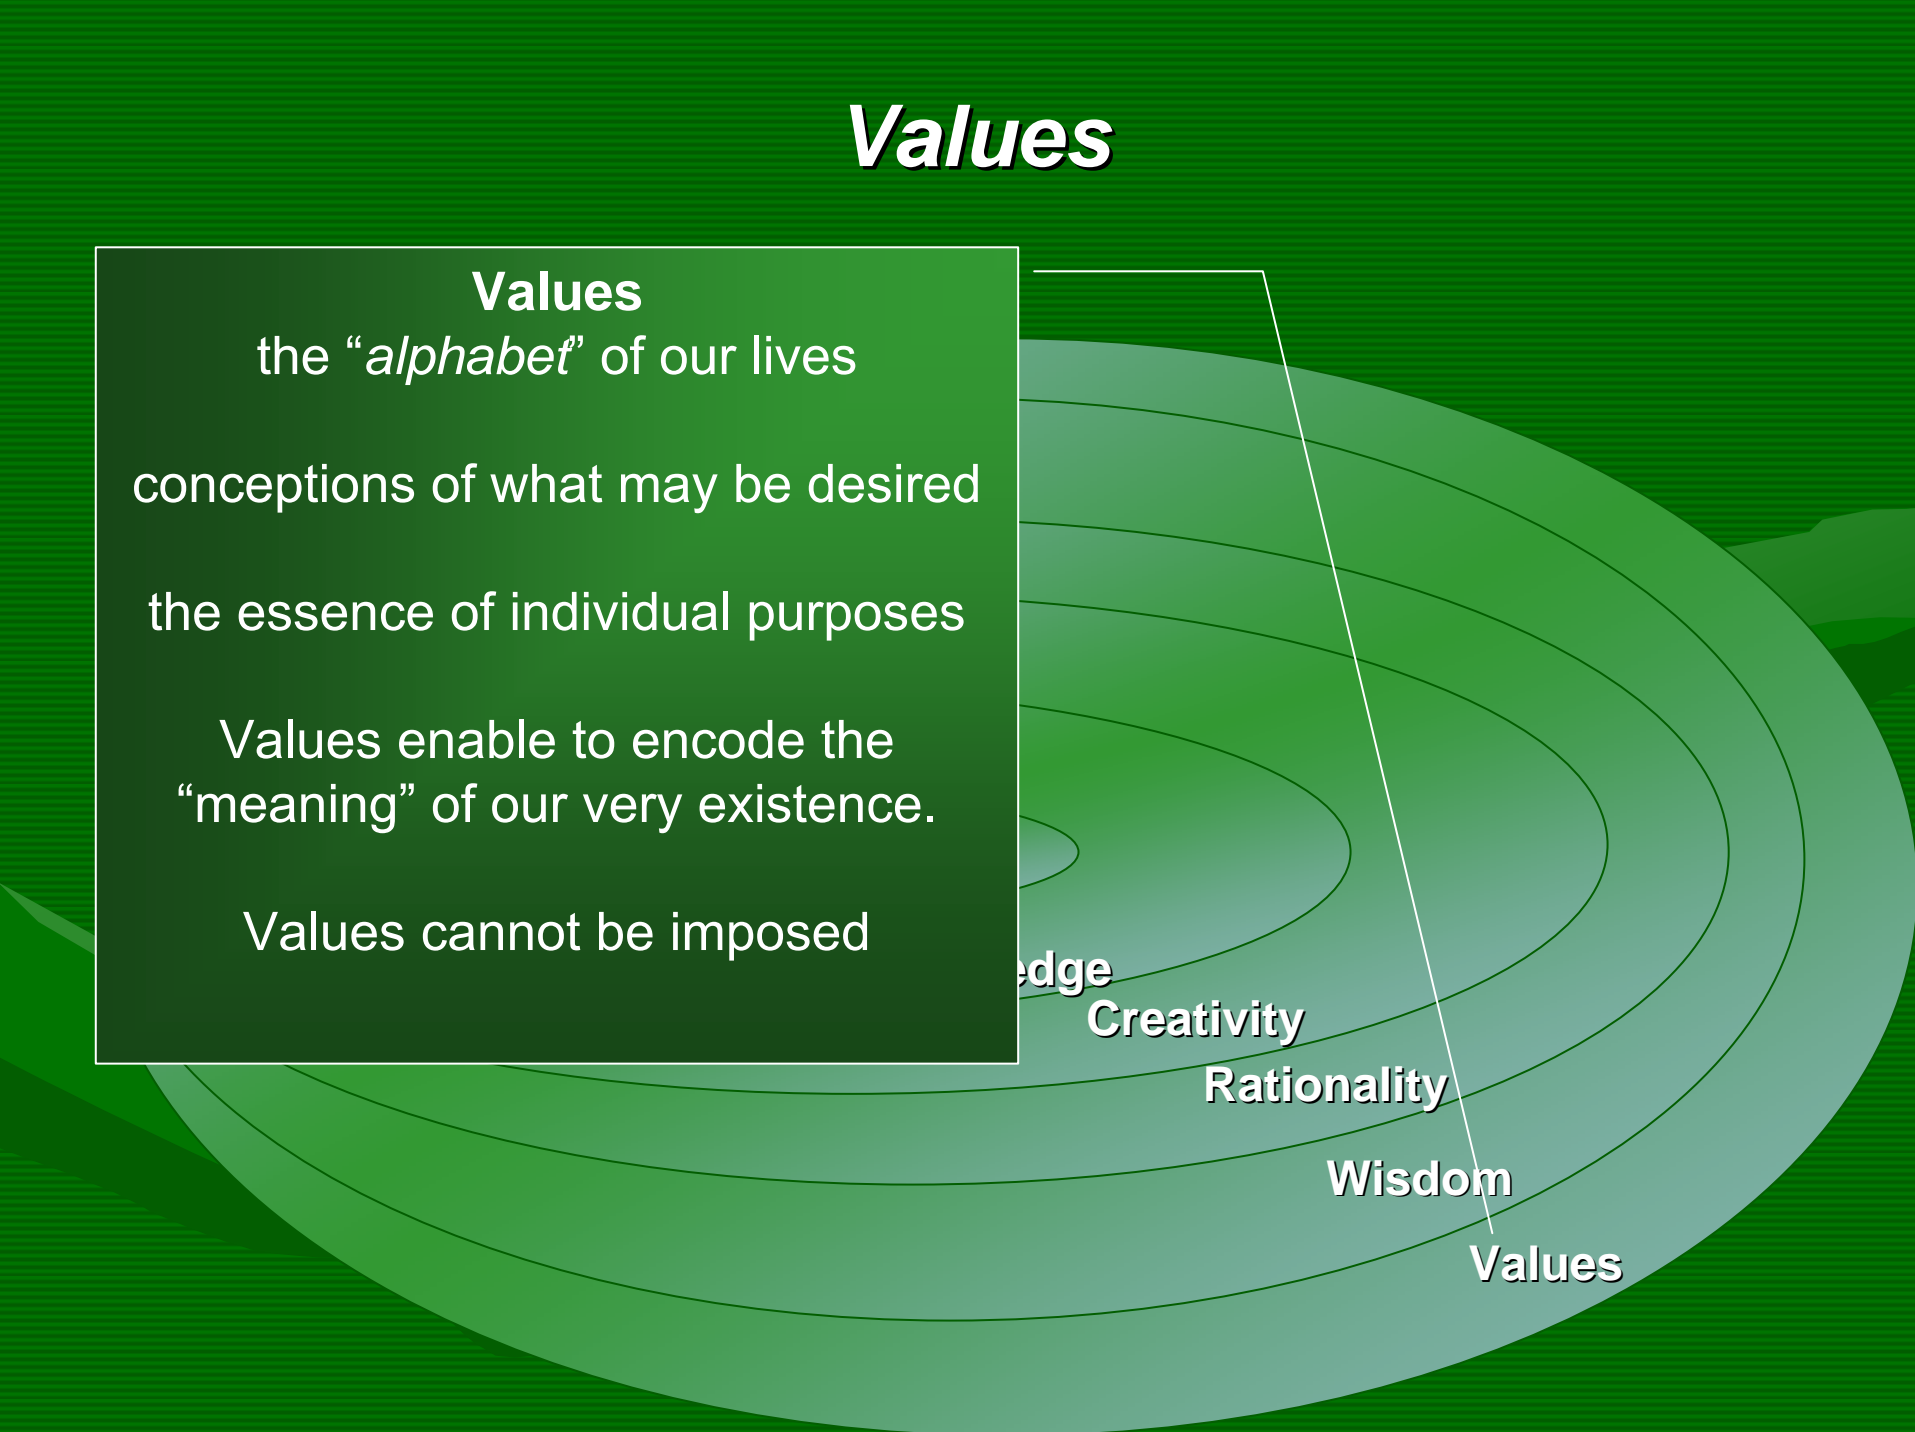 Values
Values
the “alphabet” of our lives
conceptions of what may be desired
the essence of individual purposes
Values enable to encode the
“meaning” of our very existence.
Values cannot be imposed
Creativity
Rationality
Wisdom
Values